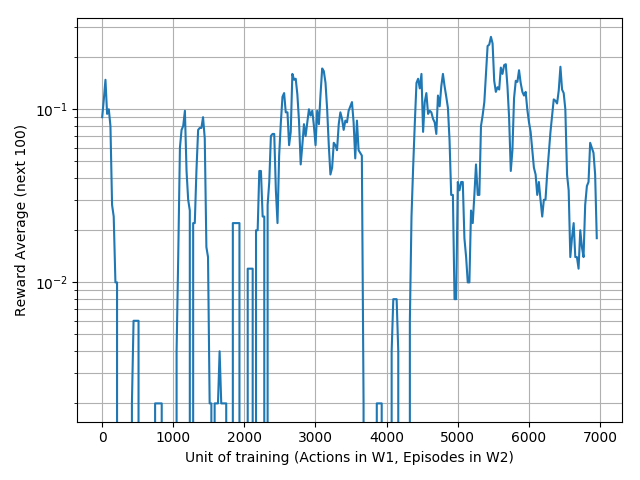 Reward Average (next 100)
10⁻¹
10⁻²
0 1000 2000 3000 4000 5000 6000 7000
Unit of training (Actions in W1, Episodes in W2)